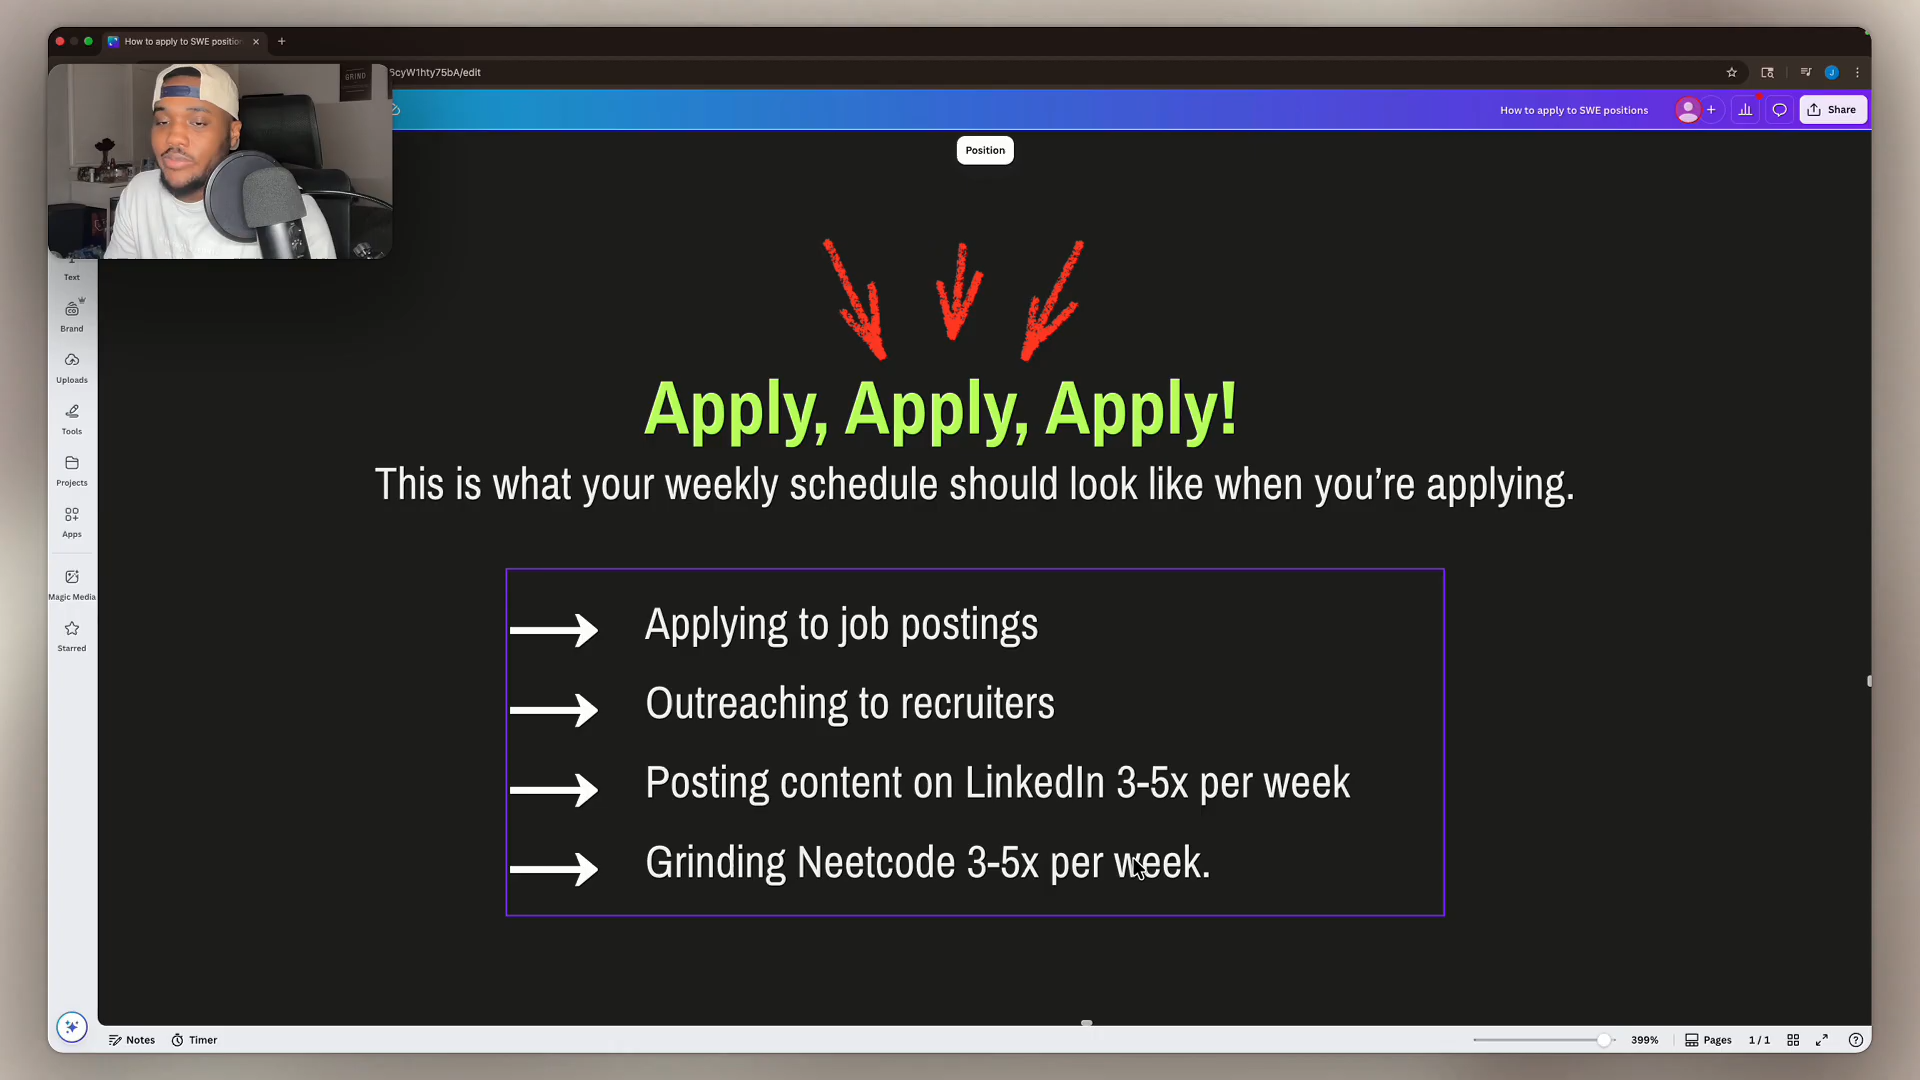 How to apply to SWE position
GRIND
6cyW1hty75bA/edit
J
How to apply to SWE positions
Share
Position
Text
Brand
Uploads
Tools
Projects
Apps
Magic Media
Starred
Apply, Apply, Apply!
This is what your weekly schedule should look like when you're applying.
Applying to job postings
Outreaching to recruiters
Posting content on LinkedIn 3-5x per week
Grinding Neetcode 3-5x per week.
Notes
Timer
399%
Pages
1 / 1